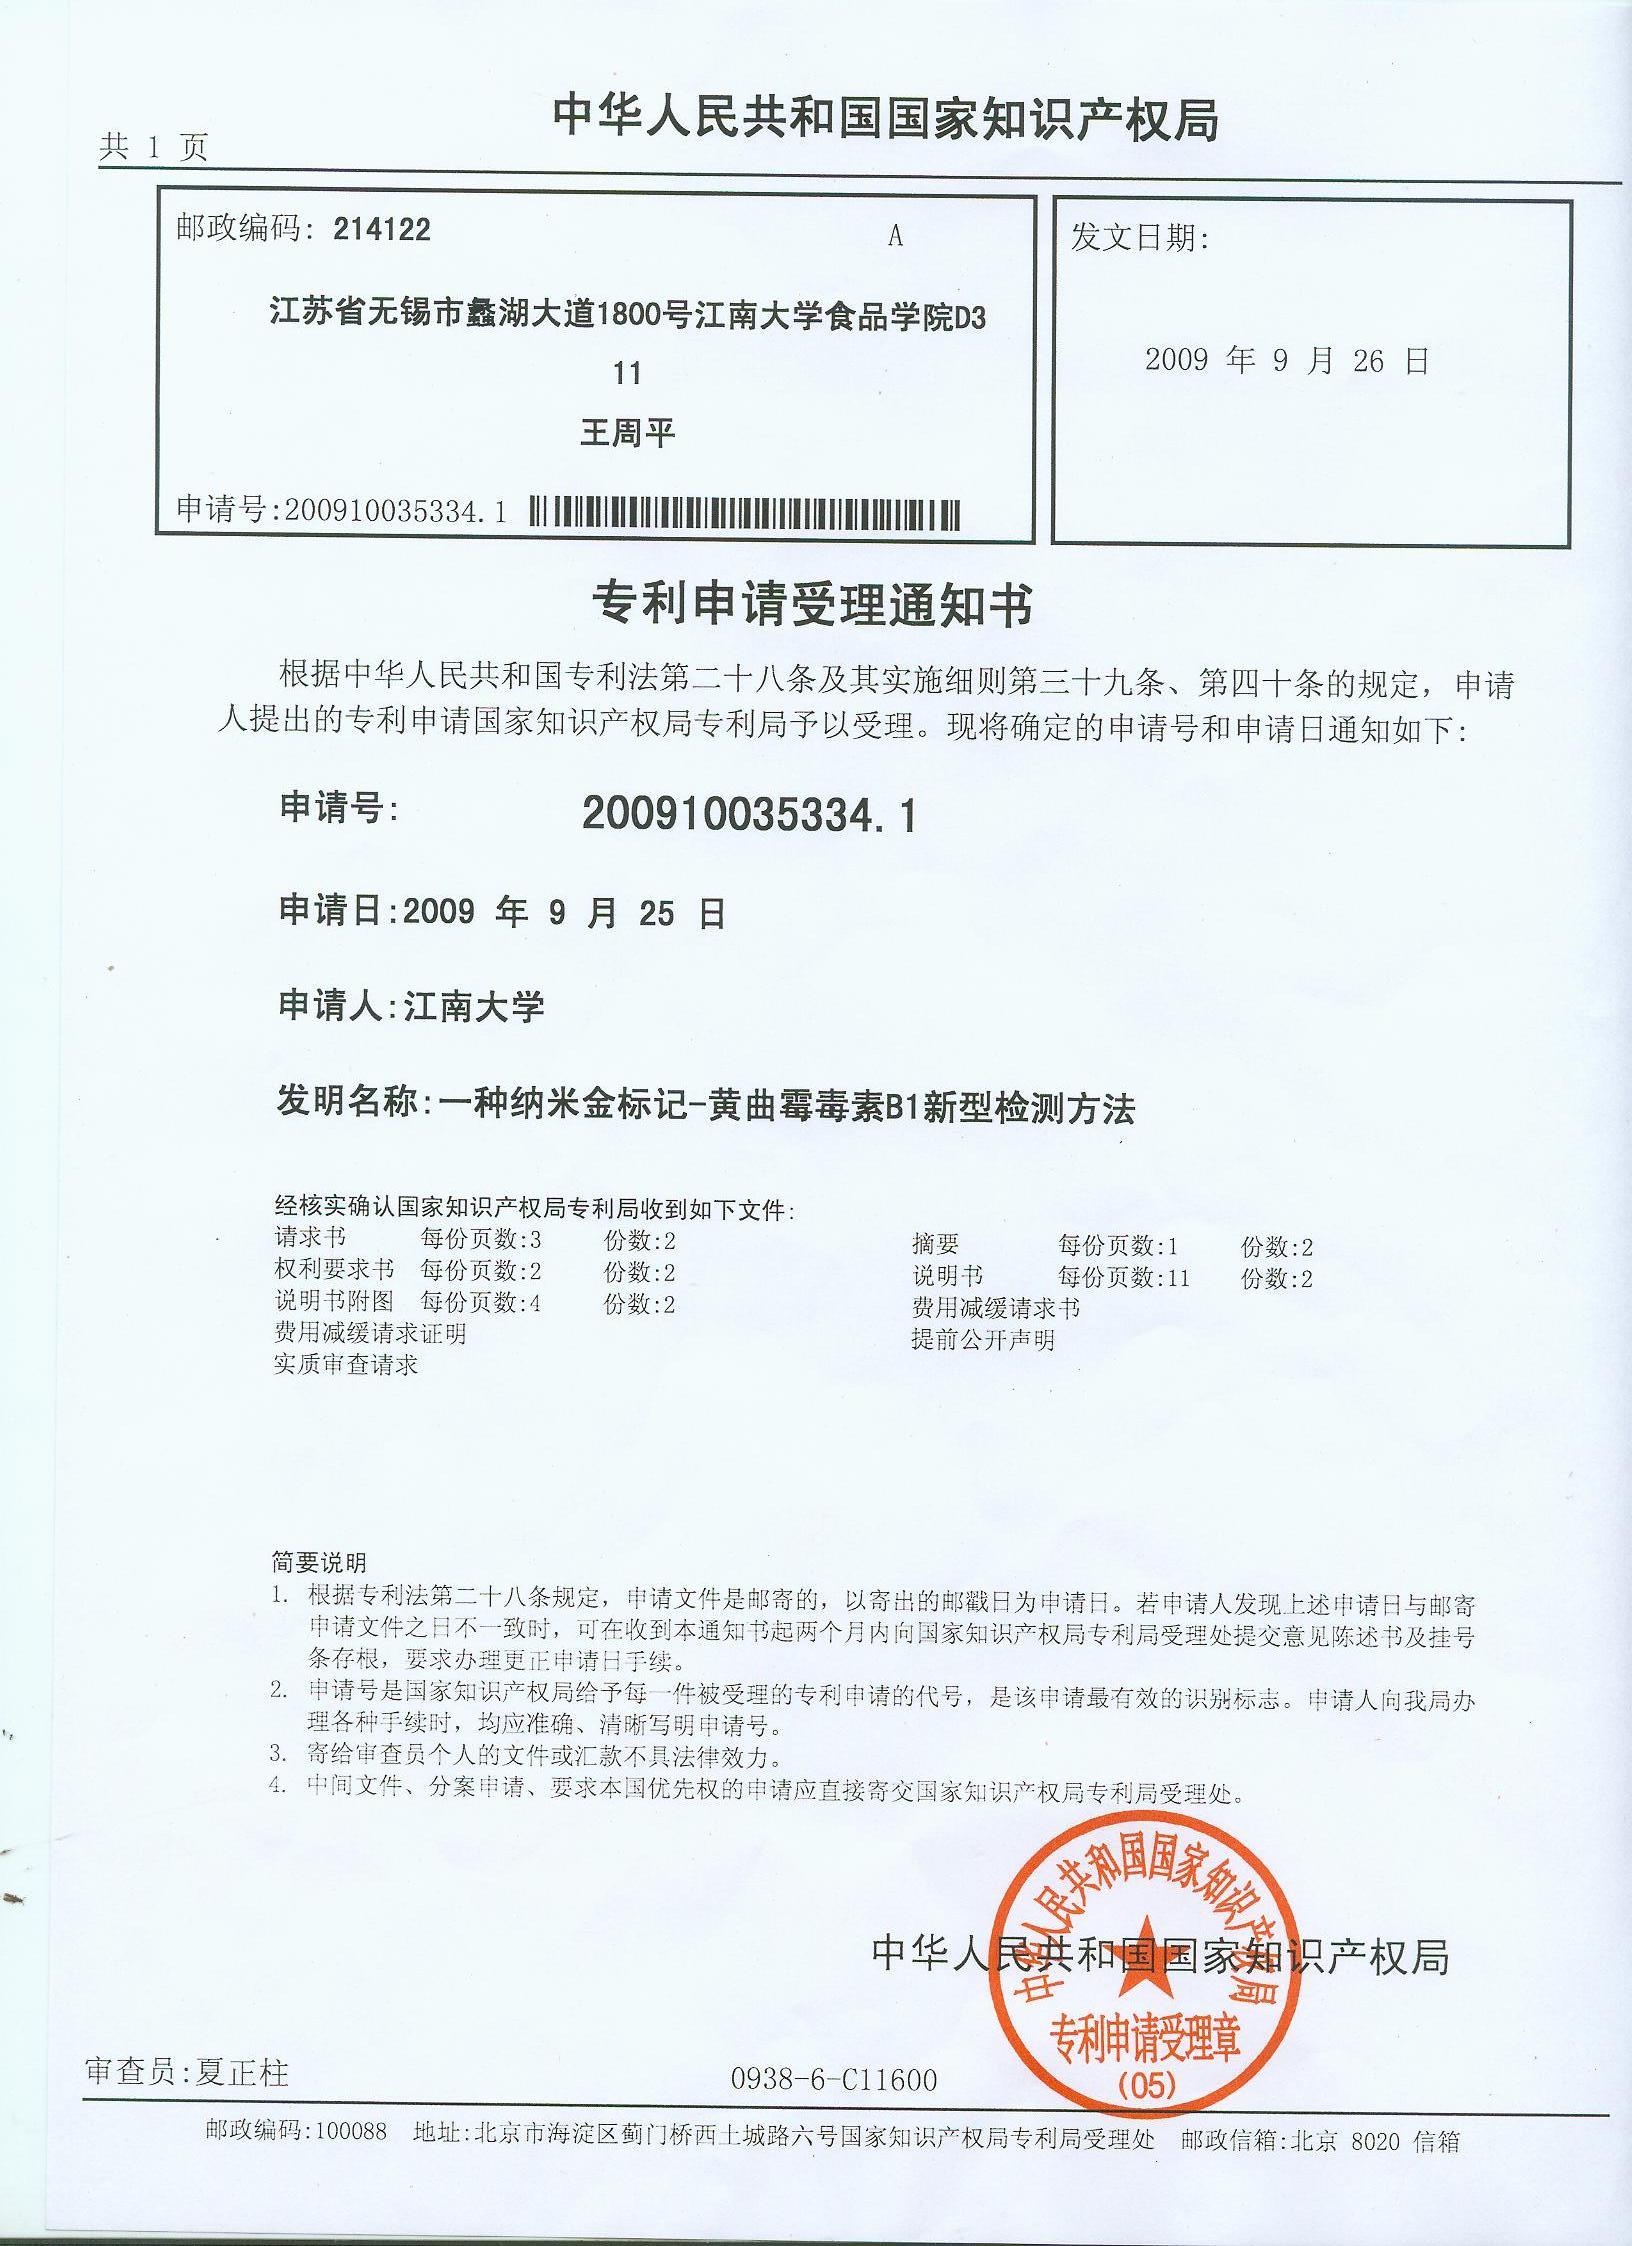 中华人民共和国国家知识产权局
共 1 页
邮政编码: 214122 A
江苏省无锡市蠡湖大道1800号江南大学食品学院D3
11
王周平
申请号:200910035334.1
发文日期:
2009 年 9 月 26 日
专利申请受理通知书
根据中华人民共和国专利法第二十八条及其实施细则第三十九条、第四十条的规定，申请
人提出的专利申请国家知识产权局专利局予以受理。现将确定的申请号和申请日通知如下:
申请号: 200910035334.1
申请日:2009 年 9 月 25 日
申请人:江南大学
发明名称:一种纳米金标记-黄曲霉毒素B1新型检测方法
经核实确认国家知识产权局专利局收到如下文件:
请求书 每份页数:3 份数:2 摘要 每份页数:1 份数:2
权利要求书 每份页数:2 份数:2 说明书 每份页数:11 份数:2
说明书附图 每份页数:4 份数:2 费用减缓请求书
费用减缓请求证明 提前公开声明
实质审查请求
简要说明
1. 根据专利法第二十八条规定，申请文件是邮寄的，以寄出的邮戳日为申请日。若申请人发现上述申请日与邮寄
申请文件之日不一致时，可在收到本通知书起两个月内向国家知识产权局专利局受理处提交意见陈述书及挂号
条存根，要求办理更正申请日手续。
2. 申请号是国家知识产权局给予每一件被受理的专利申请的代号，是该申请最有效的识别标志。申请人向我局办
理各种手续时，均应准确、清晰写明申请号。
3. 寄给审查员个人的文件或汇款不具法律效力。
4. 中间文件、分案申请、要求本国优先权的申请应直接寄交国家知识产权局专利局受理处。
中华人民共和国国家知识产权局
中华人民共和国国家知识产权局
专利申请受理章
(05)
审查员:夏正柱 0938-6-C11600
邮政编码:100088 地址:北京市海淀区蓟门桥西土城路六号国家知识产权局专利局受理处 邮政信箱:北京 8020 信箱